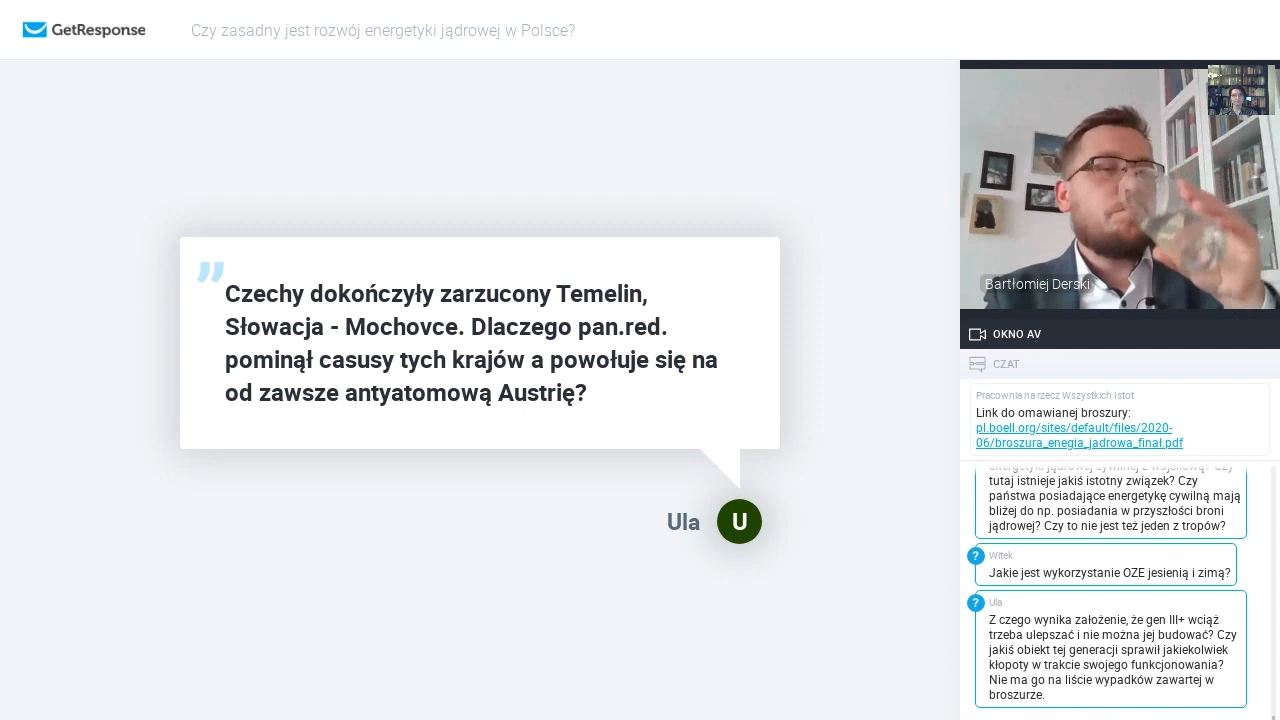 GetResponse
Czy zasadny jest rozwój energetyki jądrowej w Polsce?
”
Czechy dokończyły zarzucony Temelin,
Słowacja - Mochovce. Dlaczego pan.red.
pominął casusy tych krajów a powołuje się na
od zawsze antyatomową Austrię?
Ula
U
Bartłomiej Derski
OKNO AV
CZAT
Pracownia na rzecz Wszystkich Istot
Link do omawianej broszury:
pl.boell.org/sites/default/files/2020-
06/broszura_enegia_jadrowa_finał.pdf
energetyki jądrowej cywilnej z wojskową? Czy
tutaj istnieje jakiś istotny związek? Czy
państwa posiadające energetykę cywilną mają
bliżej do np. posiadania w przyszłości broni
jądrowej? Czy to nie jest też jeden z tropów?
?
Witek
Jakie jest wykorzystanie OZE jesienią i zimą?
?
Ula
Z czego wynika założenie, że gen III+ wciąż
trzeba ulepszać i nie można jej budować? Czy
jakiś obiekt tej generacji sprawił jakiekolwiek
kłopoty w trakcie swojego funkcjonowania?
Nie ma go na liście wypadków zawartej w
broszurze.